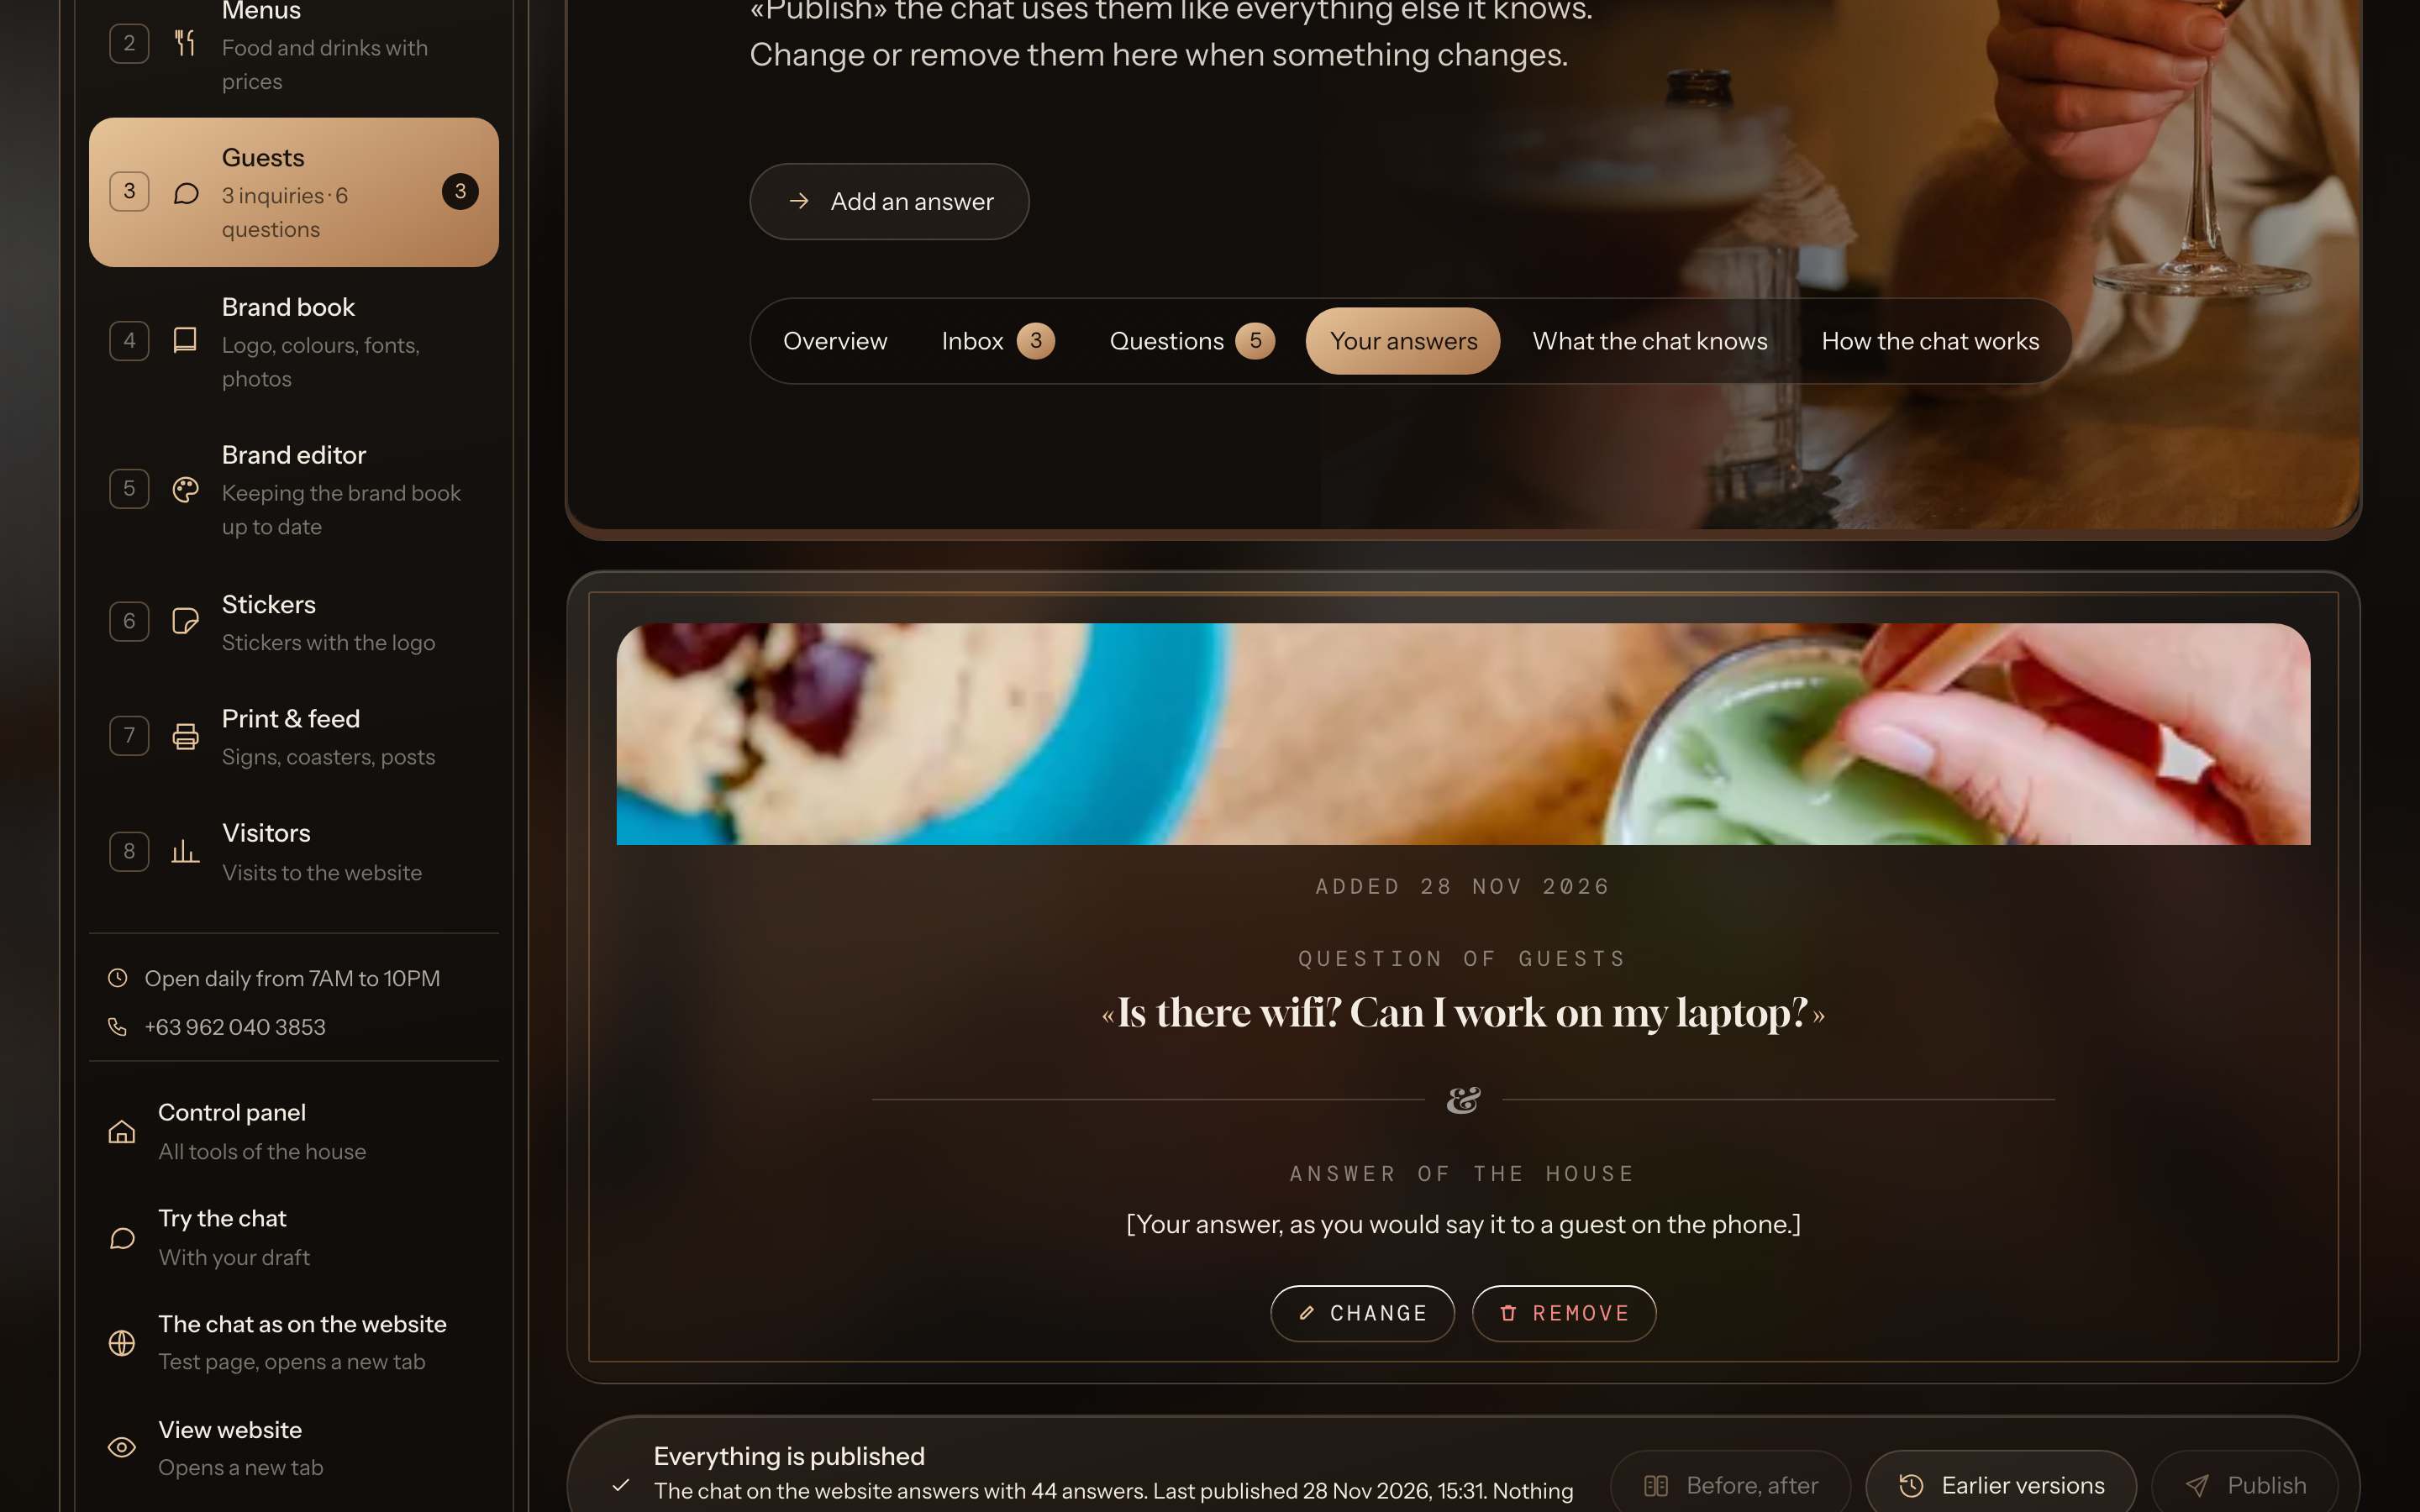 Menus
2
Food and drinks with
prices
Guests
3
3 inquiries · 6
questions
3
Brand book
4
Logo, colours, fonts,
photos
Brand editor
5
Keeping the brand book
up to date
Stickers
6
Stickers with the logo
Print & feed
7
Signs, coasters, posts
Visitors
8
Visits to the website
Open daily from 7AM to 10PM
+63 962 040 3853
Control panel
All tools of the house
Try the chat
With your draft
The chat as on the website
Test page, opens a new tab
View website
Opens a new tab
«Publish» the chat uses them like everything else it knows.
Change or remove them here when something changes.
Add an answer
Overview Inbox 3 Questions 5 Your answers What the chat knows How the chat works
ADDED 28 NOV 2026
QUESTION OF GUESTS
«Is there wifi? Can I work on my laptop?»
&
ANSWER OF THE HOUSE
[Your answer, as you would say it to a guest on the phone.]
CHANGE REMOVE
Everything is published
The chat on the website answers with 44 answers. Last published 28 Nov 2026, 15:31. Nothing
Before, after Earlier versions Publish